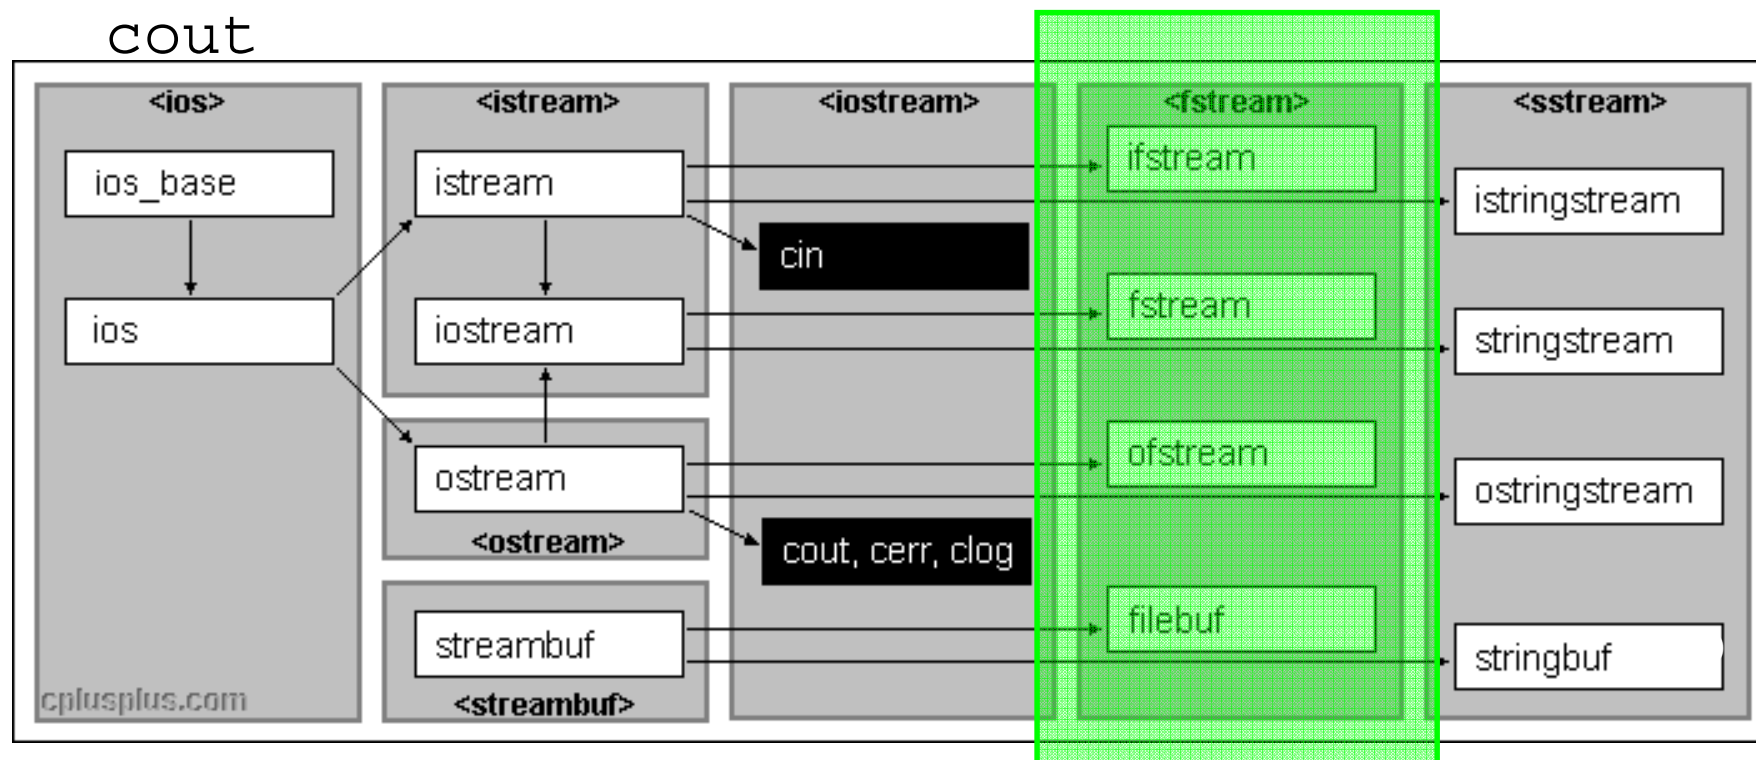 cout
<ios>
ios_base
ios
cplusplus.com
<istream>
istream
iostream
ostream
<ostream>
streambuf
<streambuf>
<iostream>
cin
cout, cerr, clog
<fstream>
ifstream
fstream
ofstream
filebuf
<sstream>
istringstream
stringstream
ostringstream
stringbuf